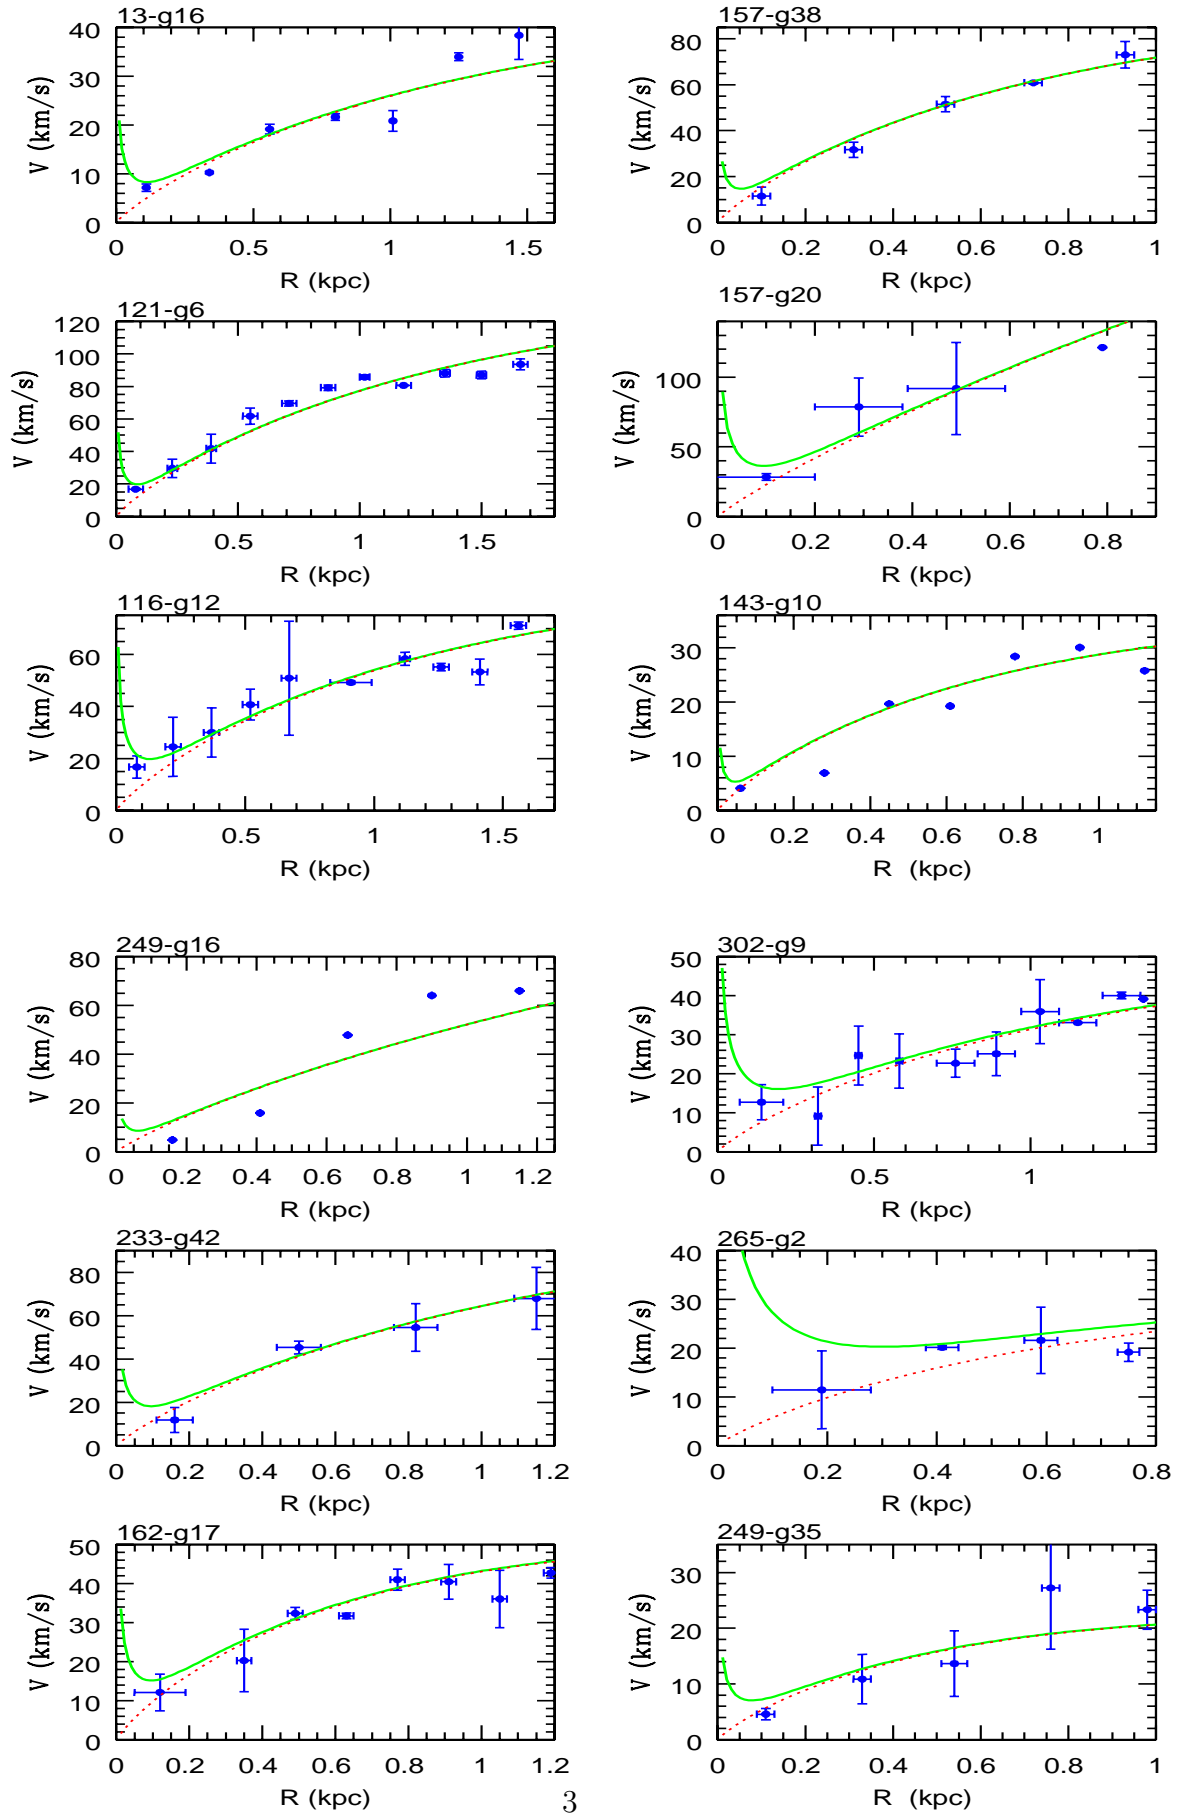 13-g16
V (km/s)
40
30
20
10
0
0 0.5 1 1.5
R (kpc)
157-g38
V (km/s)
80
60
40
20
0
0 0.2 0.4 0.6 0.8 1
R (kpc)
121-g6
V (km/s)
120
100
80
60
40
20
0
0 0.5 1 1.5
R (kpc)
157-g20
V (km/s)
100
50
0
0 0.2 0.4 0.6 0.8
R (kpc)
116-g12
V (km/s)
60
40
20
0
0 0.5 1 1.5
R (kpc)
143-g10
V (km/s)
30
20
10
0
0 0.2 0.4 0.6 0.8 1
R (kpc)
249-g16
V (km/s)
80
60
40
20
0
0 0.2 0.4 0.6 0.8 1 1.2
R (kpc)
302-g9
V (km/s)
50
40
30
20
10
0
0 0.5 1
R (kpc)
233-g42
V (km/s)
80
60
40
20
0
0 0.2 0.4 0.6 0.8 1 1.2
R (kpc)
265-g2
V (km/s)
40
30
20
10
0
0 0.2 0.4 0.6 0.8
R (kpc)
162-g17
V (km/s)
50
40
30
20
10
0
0 0.2 0.4 0.6 0.8 1 1.2
R (kpc)
249-g35
V (km/s)
30
20
10
0
0 0.2 0.4 0.6 0.8 1
R (kpc)
3